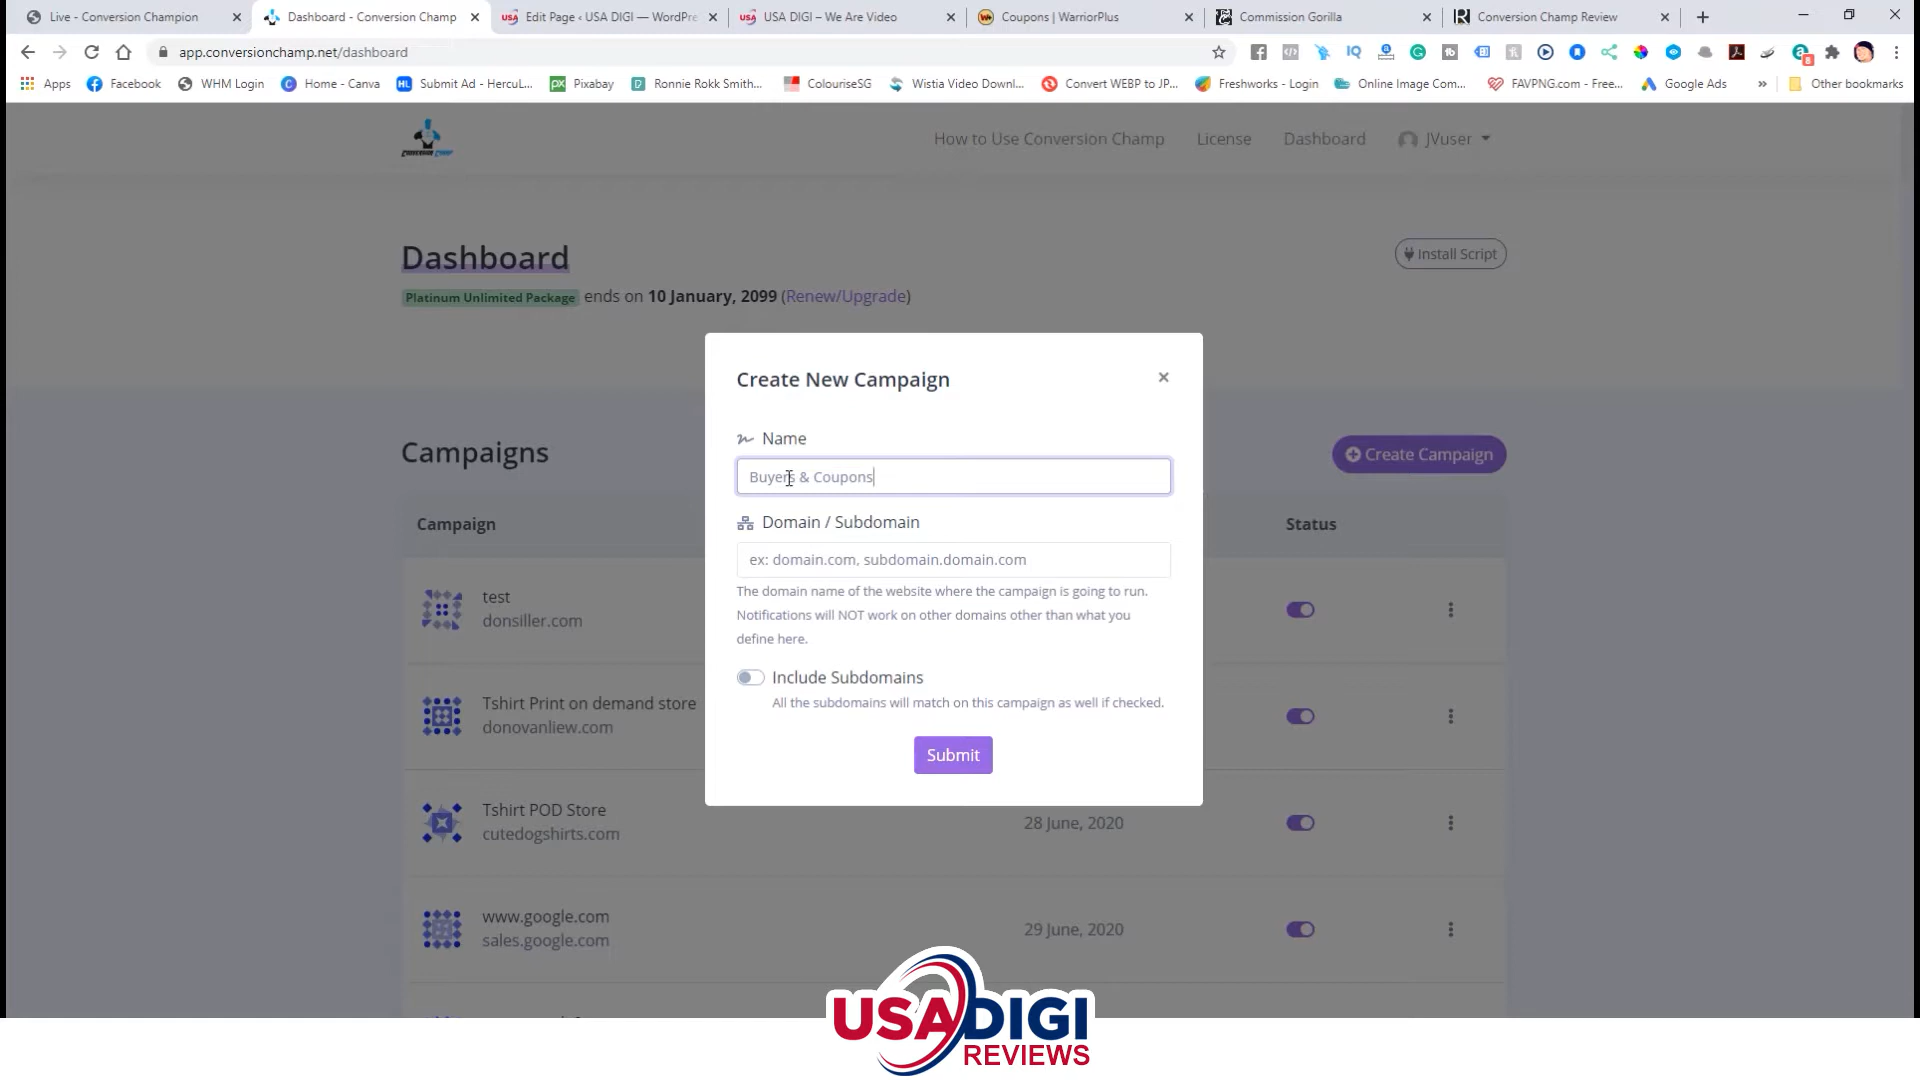 Live - Conversion Champion
Dashboard - Conversion Champ
Edit Page ‹ USA DIGI — WordPre
USA DIGI – We Are Video
Coupons | WarriorPlus
Commission Gorilla
Conversion Champ Review
app.conversionchamp.net/dashboard
Apps
Facebook
WHM Login
Home - Canva
Submit Ad - HercuL...
Pixabay
Ronnie Rokk Smith...
ColouriseSG
Wistia Video Downl...
Convert WEBP to JP...
Freshworks - Login
Online Image Com...
FAVPNG.com - Free...
Google Ads
»
Other bookmarks
How to Use Conversion Champ
License
Dashboard
JVuser
Dashboard
Install Script
Platinum Unlimited Package ends on 10 January, 2099 (Renew/Upgrade)
Create New Campaign
×
Name
Buyers & Coupons
Domain / Subdomain
ex: domain.com, subdomain.domain.com
The domain name of the website where the campaign is going to run.
Notifications will NOT work on other domains other than what you
define here.
Include Subdomains
All the subdomains will match on this campaign as well if checked.
Submit
Campaigns
Create Campaign
Campaign
Status
test
donsiller.com
Tshirt Print on demand store
donovanliew.com
Tshirt POD Store
cutedogshirts.com
28 June, 2020
www.google.com
sales.google.com
29 June, 2020
USADIGI
REVIEWS